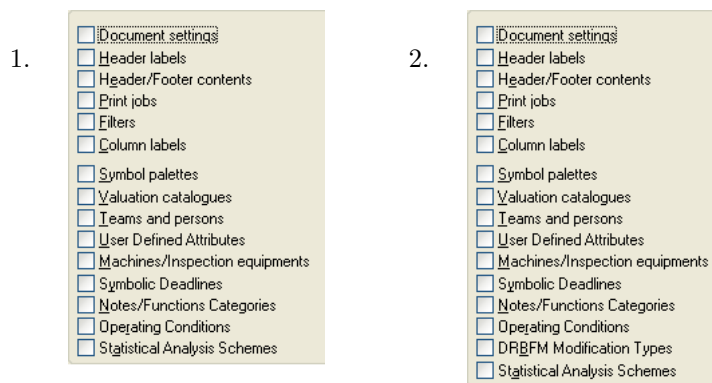 1.
Document settings
Header labels
Header/Footer contents
Print jobs
Filters
Column labels
Symbol palettes
Valuation catalogues
Teams and persons
User Defined Attributes
Machines/Inspection equipments
Symbolic Deadlines
Notes/Functions Categories
Operating Conditions
Statistical Analysis Schemes
2.
Document settings
Header labels
Header/Footer contents
Print jobs
Filters
Column labels
Symbol palettes
Valuation catalogues
Teams and persons
User Defined Attributes
Machines/Inspection equipments
Symbolic Deadlines
Notes/Functions Categories
Operating Conditions
DRBFM Modification Types
Statistical Analysis Schemes